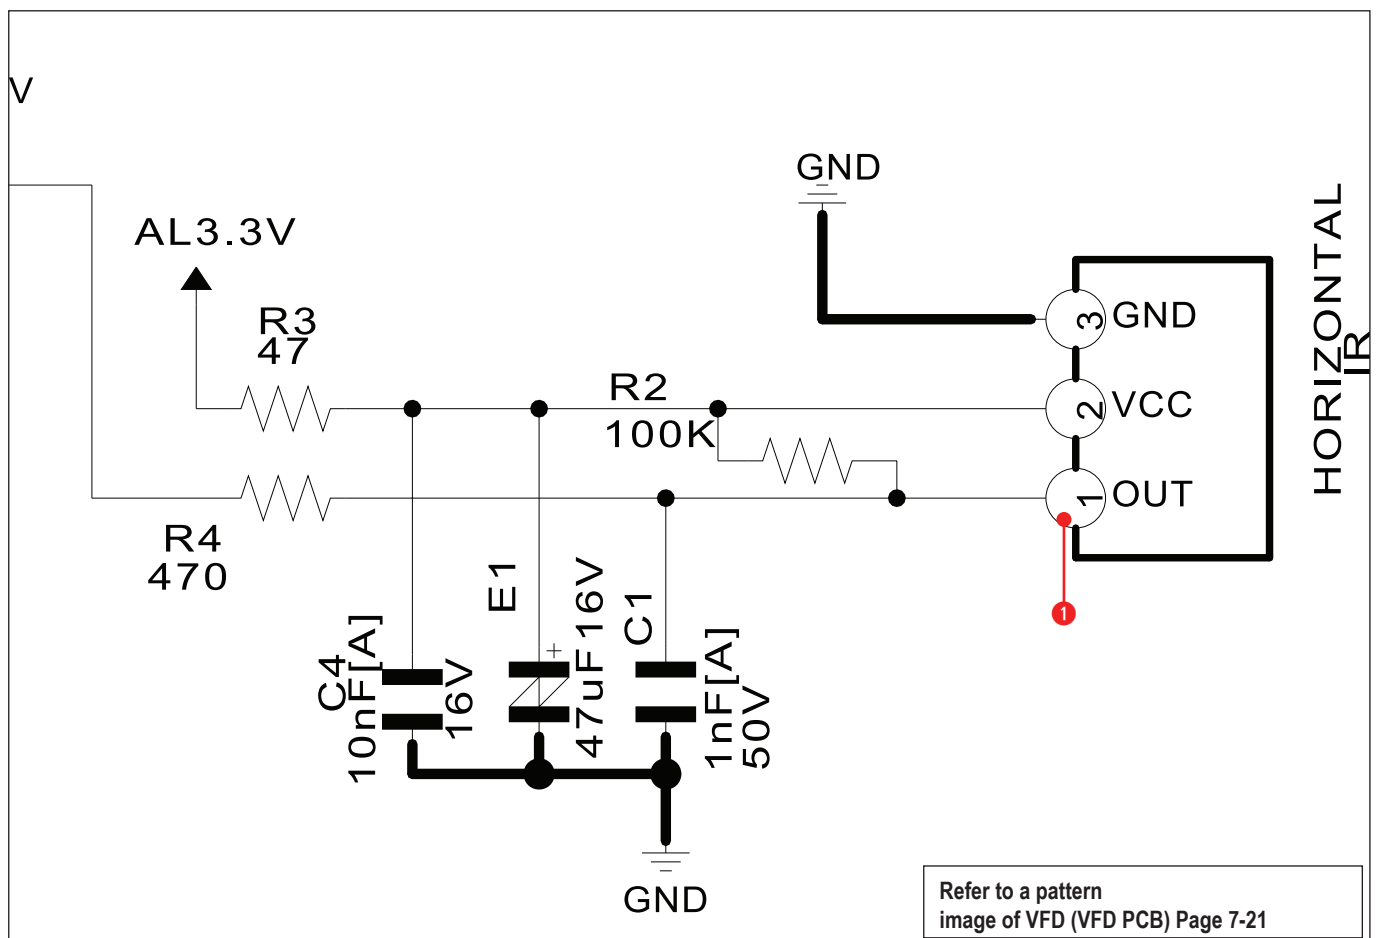 V
GND
AL3.3V
HORIZONTAL
IR
R3
47
3
GND
R2
100K
2
VCC
1
OUT
R4
470
1
C4
10nF[A]
16V
E1
+
47uF16V
C1
1nF[A]
50V
GND
Refer to a pattern
image of VFD (VFD PCB) Page 7-21